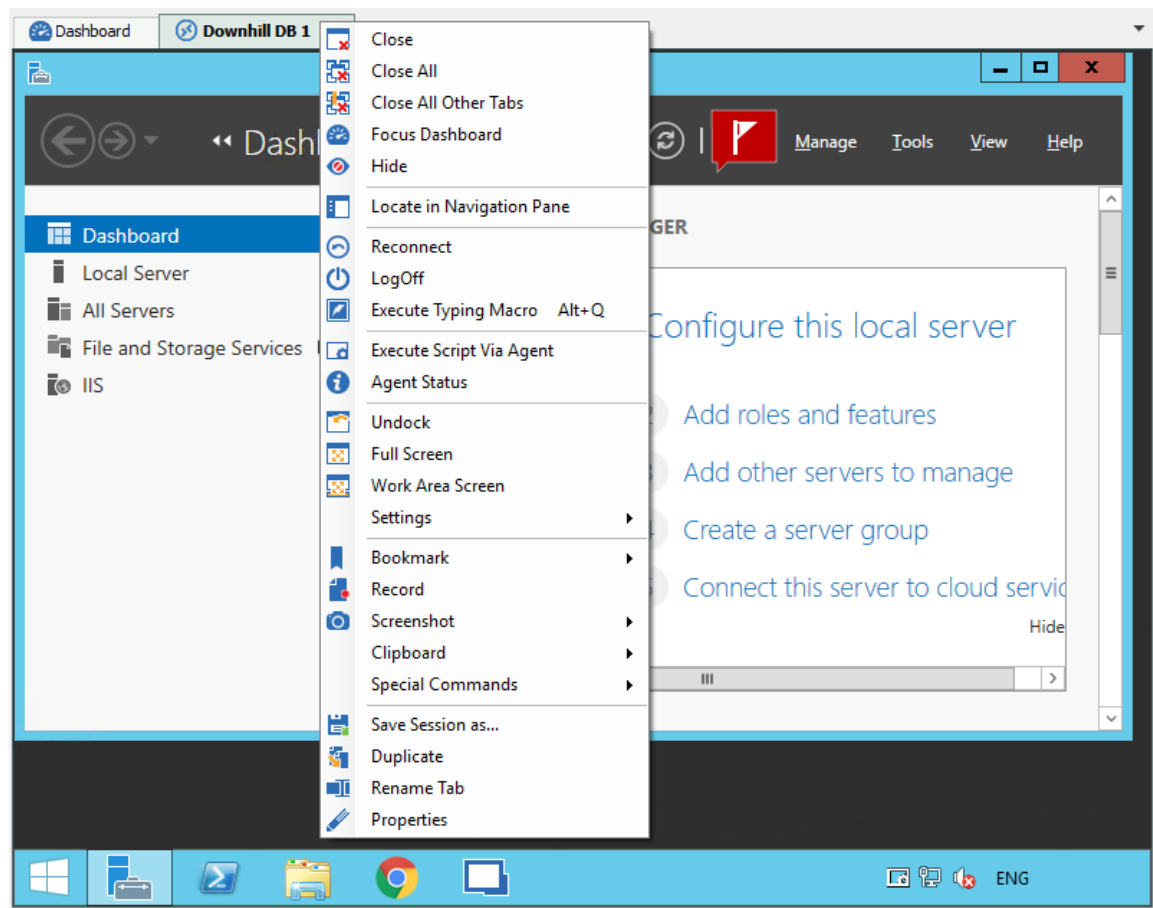 Dashboard
Downhill DB 1
Close
Close All
Close All Other Tabs
Focus Dashboard
Hide
Locate in Navigation Pane
Reconnect
LogOff
Execute Typing Macro Alt+Q
Execute Script Via Agent
Agent Status
Undock
Full Screen
Work Area Screen
Settings
Bookmark
Record
Screenshot
Clipboard
Special Commands
Save Session as...
Duplicate
Rename Tab
Properties
Dash
Manage
Tools
View
Help
Dashboard
Local Server
All Servers
File and Storage Services
IIS
GER
Configure this local server
Add roles and features
Add other servers to manage
Create a server group
Connect this server to cloud servic
Hide
ENG